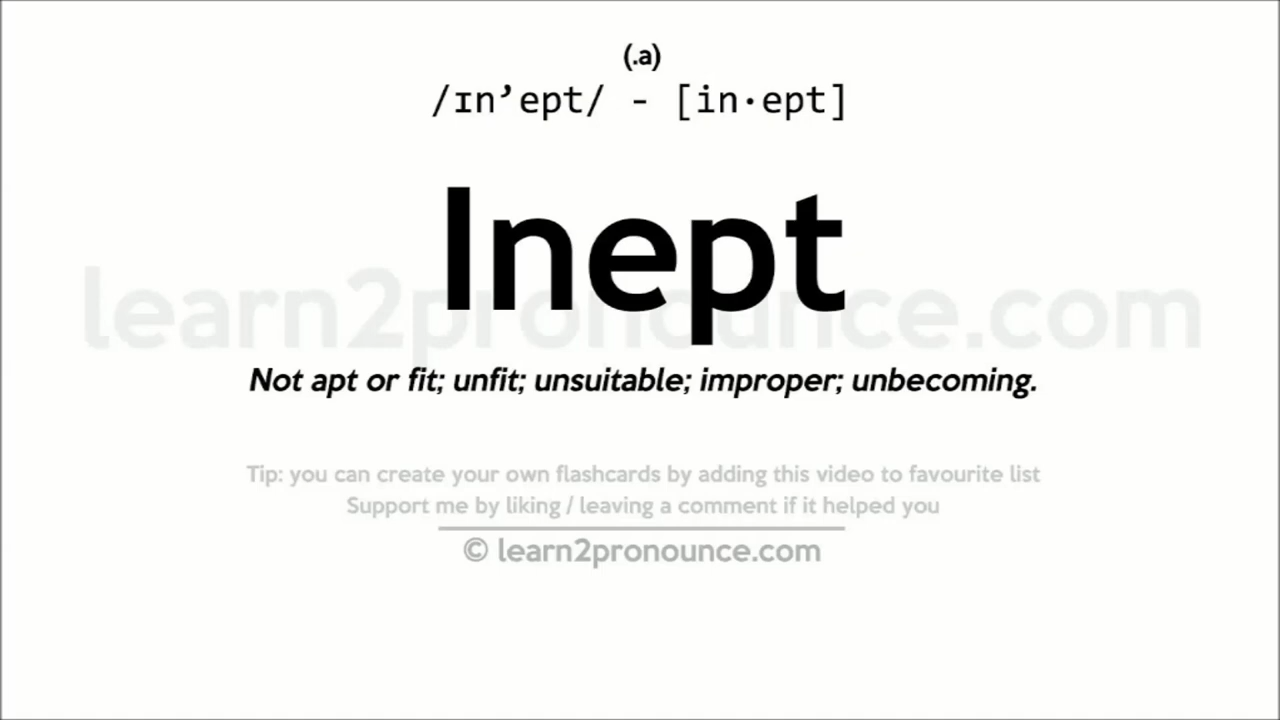 (.a)
/ɪn’ept/ - [in·ept]
Inept
learn2pronounce.com
Not apt or fit; unfit; unsuitable; improper; unbecoming.
Tip: you can create your own flashcards by adding this video to favourite list
Support me by liking / leaving a comment if it helped you
© learn2pronounce.com